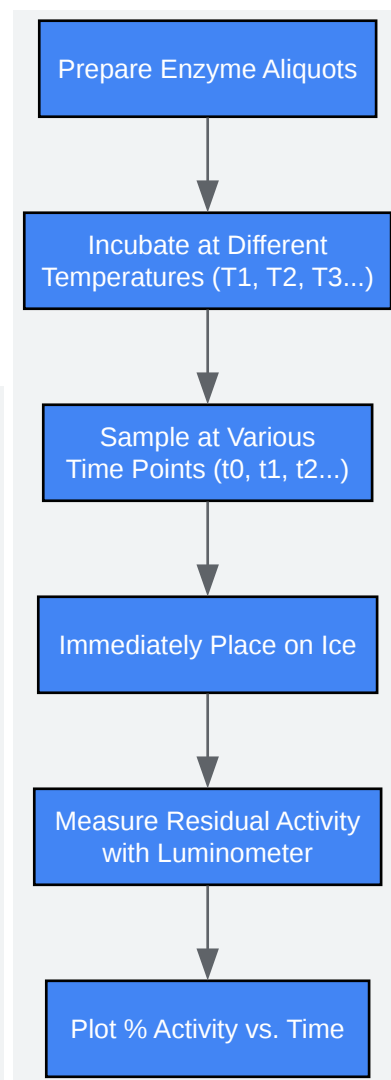 Prepare Enzyme Aliquots
Incubate at Different
Temperatures (T1, T2, T3...)
Sample at Various
Time Points (t0, t1, t2...)
Immediately Place on Ice
Measure Residual Activity
with Luminometer
Plot % Activity vs. Time